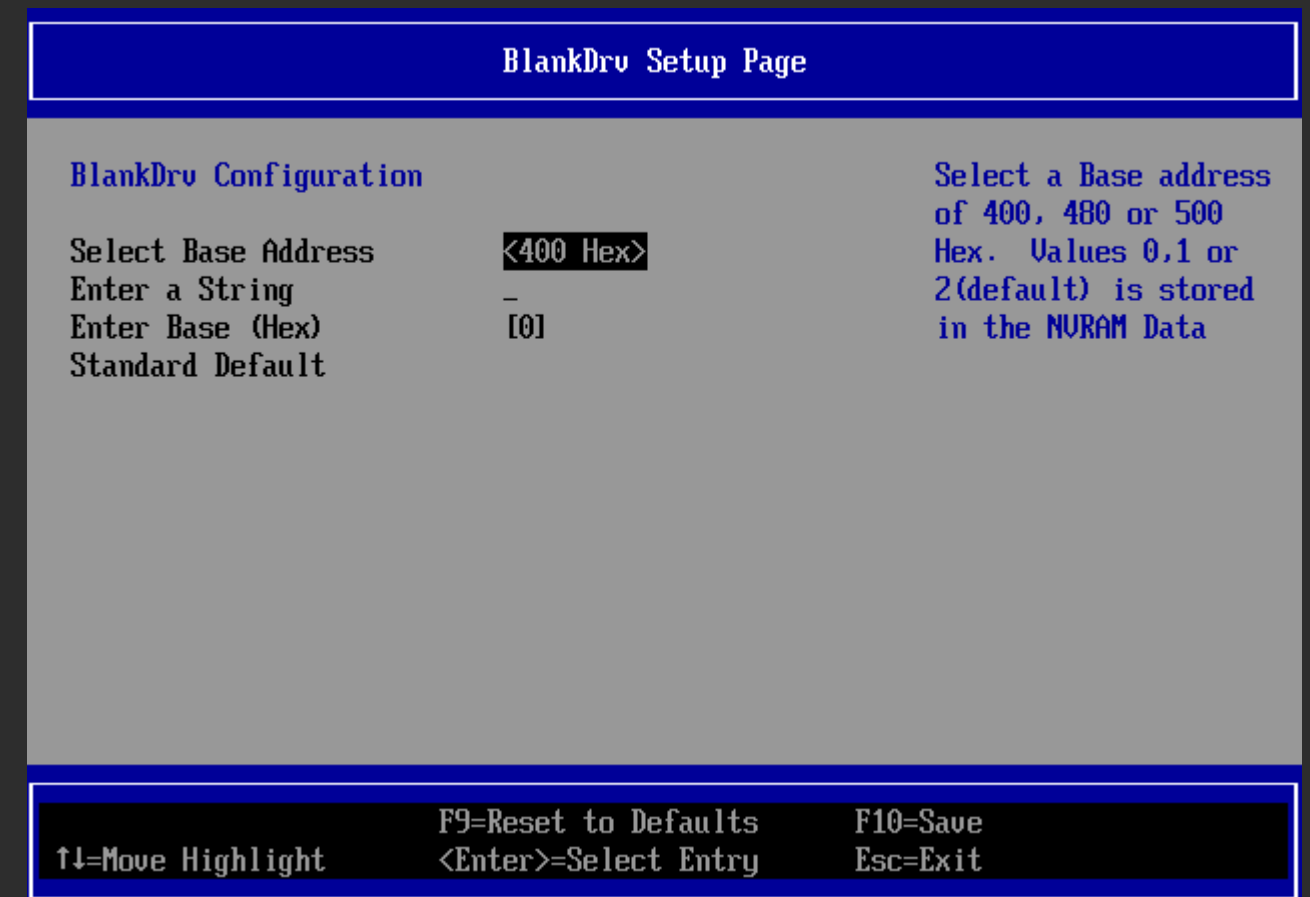 BlankDrv Setup Page
BlankDrv Configuration
Select Base Address <400 Hex>
Enter a String _
Enter Base (Hex) [0]
Standard Default
Select a Base address
of 400, 480 or 500
Hex.  Values 0,1 or
2(default) is stored
in the NVRAM Data
F9=Reset to Defaults F10=Save
↑↓=Move Highlight <Enter>=Select Entry Esc=Exit